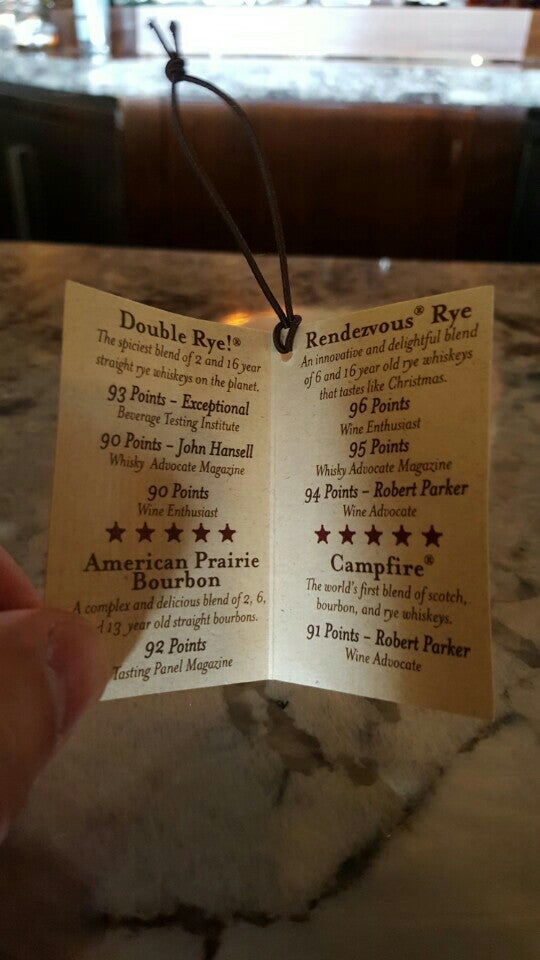 Double Rye!®
The spiciest blend of 2 and 16 year
straight rye whiskeys on the planet.
93 Points – Exceptional
Beverage Testing Institute
90 Points – John Hansell
Whisky Advocate Magazine
90 Points
Wine Enthusiast
American Prairie
Bourbon
A complex and delicious blend of 2, 6,
13 year old straight bourbons.
92 Points
Tasting Panel Magazine
Rendezvous® Rye
An innovative and delightful blend
of 6 and 16 year old rye whiskeys
that tastes like Christmas.
96 Points
Wine Enthusiast
95 Points
Whisky Advocate Magazine
94 Points – Robert Parker
Wine Advocate
Campfire®
The world's first blend of scotch,
bourbon, and rye whiskeys.
91 Points – Robert Parker
Wine Advocate